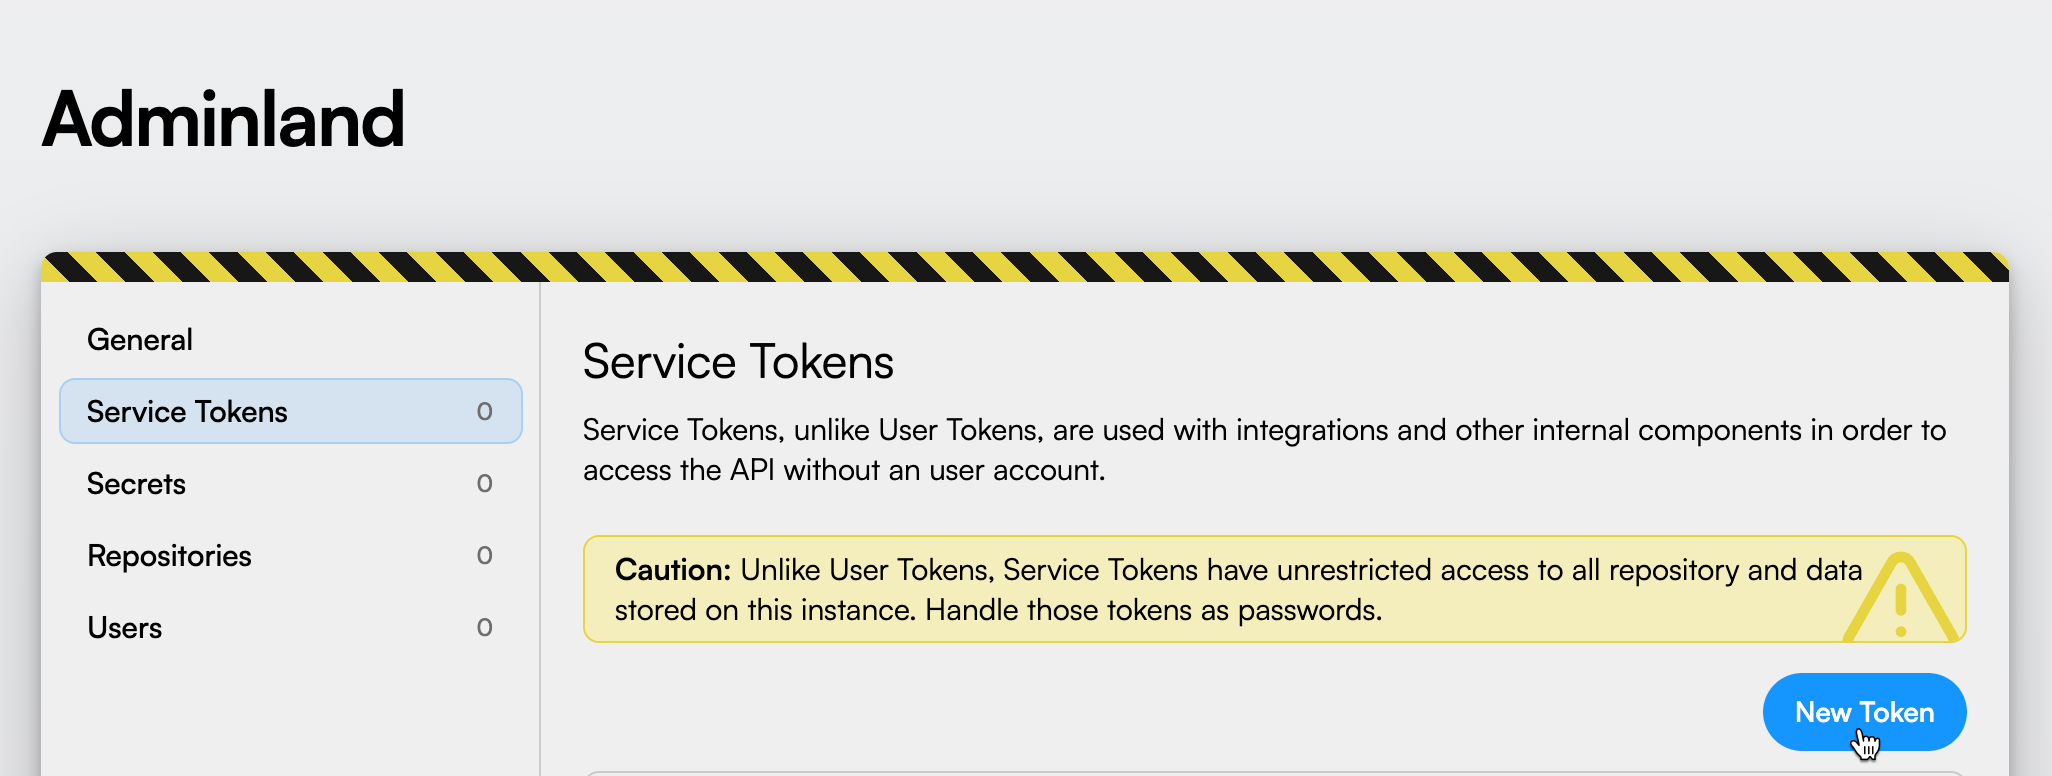 Adminland
General
Service Tokens 0
Secrets 0
Repositories 0
Users 0
Service Tokens
Service Tokens, unlike User Tokens, are used with integrations and other internal components in order to
access the API without an user account.
Caution: Unlike User Tokens, Service Tokens have unrestricted access to all repository and data
stored on this instance. Handle those tokens as passwords.
New Token